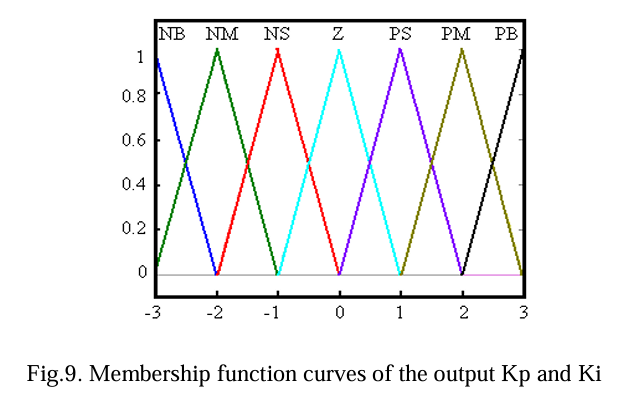 NB NM NS Z PS PM PB
1
0.8
0.6
0.4
0.2
0
-3 -2 -1 0 1 2 3
Fig.9. Membership function curves of the output Kp and Ki